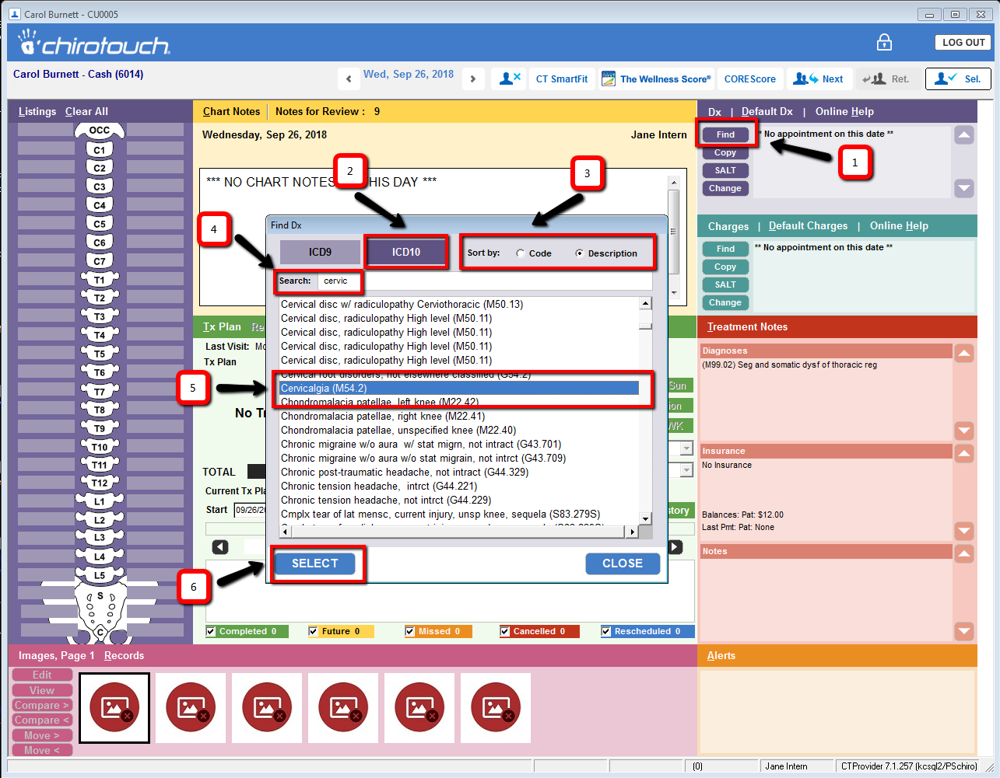 Carol Burnett - CU0005
chirotouch.
LOG OUT
Carol Burnett - Cash (6014)
Wed, Sep 26, 2018
CT SmartFit
The Wellness Score®
CORE Score
Next
Ret.
Sel.
Listings Clear All
OCC
C1
C2
C3
C4
C5
C6
C7
T1
T2
T3
T4
T5
T6
T7
T8
T9
T10
T11
T12
L1
L2
L3
L4
L5
S
C
Chart Notes Notes for Review : 9
Wednesday, Sep 26, 2018 Jane Intern
*** NO CHART NOTES HIS DAY ***
Dx | Default Dx | Online Help
Find
Copy
SALT
Change
* No appointment on this date **
1
2
3
4
5
6
Find Dx
ICD9 ICD10
Sort by: Code Description
Search: cervic
Cervical disc w/ radiculopathy Cerviothoracic (M50.13)
Cervical disc, radiculopathy High level (M50.11)
Cervical disc, radiculopathy High level (M50.11)
Cervical disc, radiculopathy High level (M50.11)
Cervical disc, radiculopathy High level (M50.11)
Cervical root disorders, not elsewhere classified (G54.2)
Cervicalgia (M54.2)
Chondromalacia patellae, left knee (M22.42)
Chondromalacia patellae, right knee (M22.41)
Chondromalacia patellae, unspecified knee (M22.40)
Chronic migraine w/o aura w/ stat migrn, not intract (G43.701)
Chronic migraine w/o aura w/o stat migrain, not intrct (G43.709)
Chronic post-traumatic headache, not intract (G44.329)
Chronic tension headache, intrct (G44.221)
Chronic tension headache, not intrct (G44.229)
Cmplx tear of lat mensc, current injury, unsp knee, sequela (S83.279S)
SELECT CLOSE
Charges | Default Charges | Online Help
Find
Copy
SALT
Change
** No appointment on this date **
Tx Plan Re
Last Visit: Mo
Tx Plan
No Tr
Sun
ion
WK
TOTAL
Current Tx Pla
Start 09/26/20
story
Completed 0
Future 0
Missed 0
Cancelled 0
Rescheduled 0
Treatment Notes
Diagnoses
(M99.02) Seg and somatic dysf of thoracic reg
Insurance
No Insurance
Balances: Pat: $12.00
Last Pmt: Pat: None
Notes
Alerts
Images, Page 1 Records
Edit
View
Compare >
Compare <
Move >
Move <
(0)
Jane Intern
CTProvider 7.1.257 (kcsql2/PSchiro)